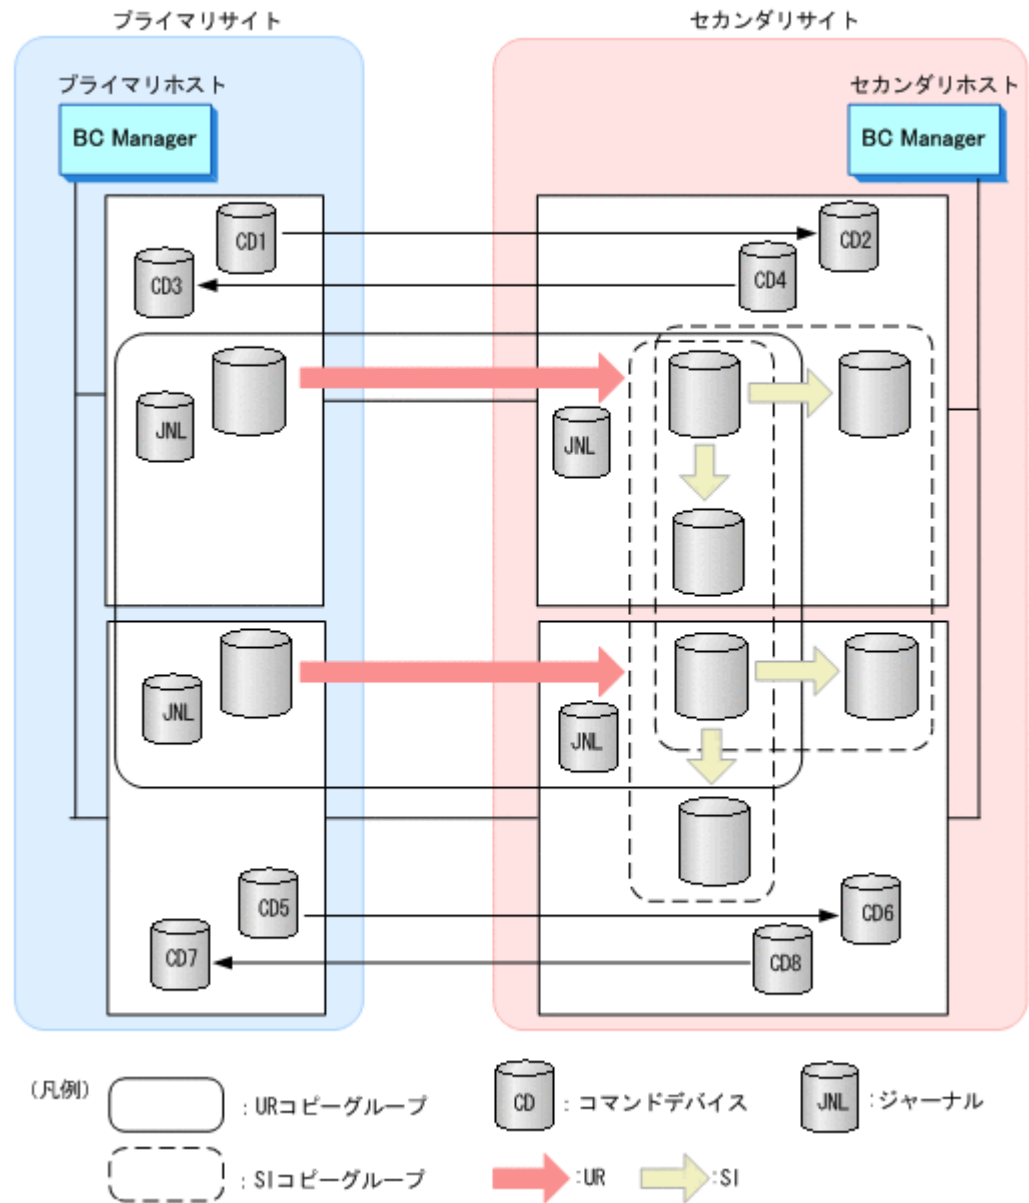 プライマリサイト
セカンダリサイト
プライマリホスト
セカンダリホスト
BC Manager
BC Manager
CD1
CD2
CD3
CD4
JNL
JNL
JNL
JNL
CD5
CD6
CD7
CD8
(凡例)
:URコピーグループ
CD
:コマンドデバイス
JNL
:ジャーナル
:SIコピーグループ
:UR
:SI